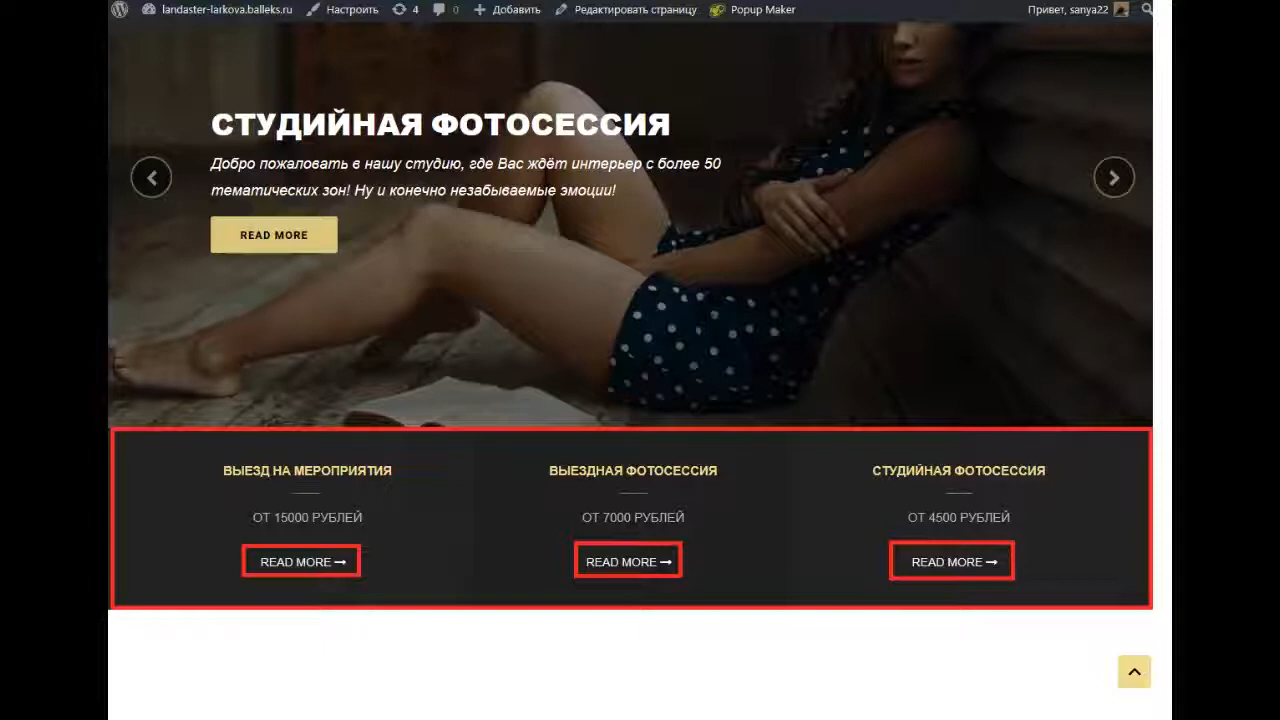 landaster-larkova.balleks.ru Настроить 4 0 Добавить Редактировать страницу Popup Maker Привет, sanya22
СТУДИЙНАЯ ФОТОСЕССИЯ
Добро пожаловать в нашу студию, где Вас ждёт интерьер с более 50
тематических зон! Ну и конечно незабываемые эмоции!
READ MORE
ВЫЕЗД НА МЕРОПРИЯТИЯ ВЫЕЗДНАЯ ФОТОСЕССИЯ СТУДИЙНАЯ ФОТОСЕССИЯ
ОТ 15000 РУБЛЕЙ ОТ 7000 РУБЛЕЙ ОТ 4500 РУБЛЕЙ
READ MORE → READ MORE → READ MORE →